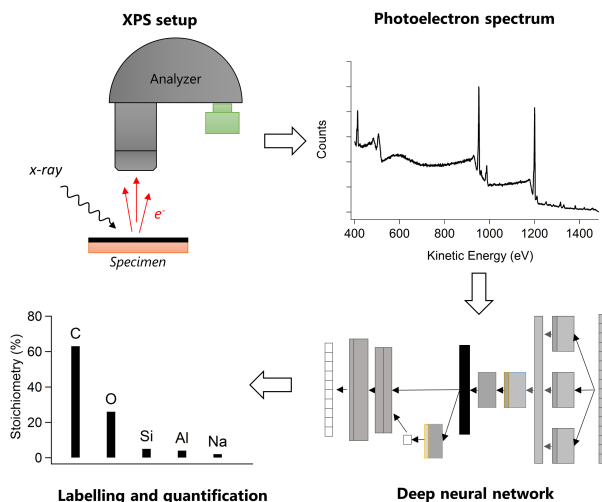 XPS setup
Photoelectron spectrum
Analyzer
x-ray
e-
Specimen
Counts
400 600 800 1000 1200 1400
Kinetic Energy (eV)
Stoichiometry (%)
80
60
40
20
0
C
O
Si
Al
Na
Labelling and quantification
Deep neural network